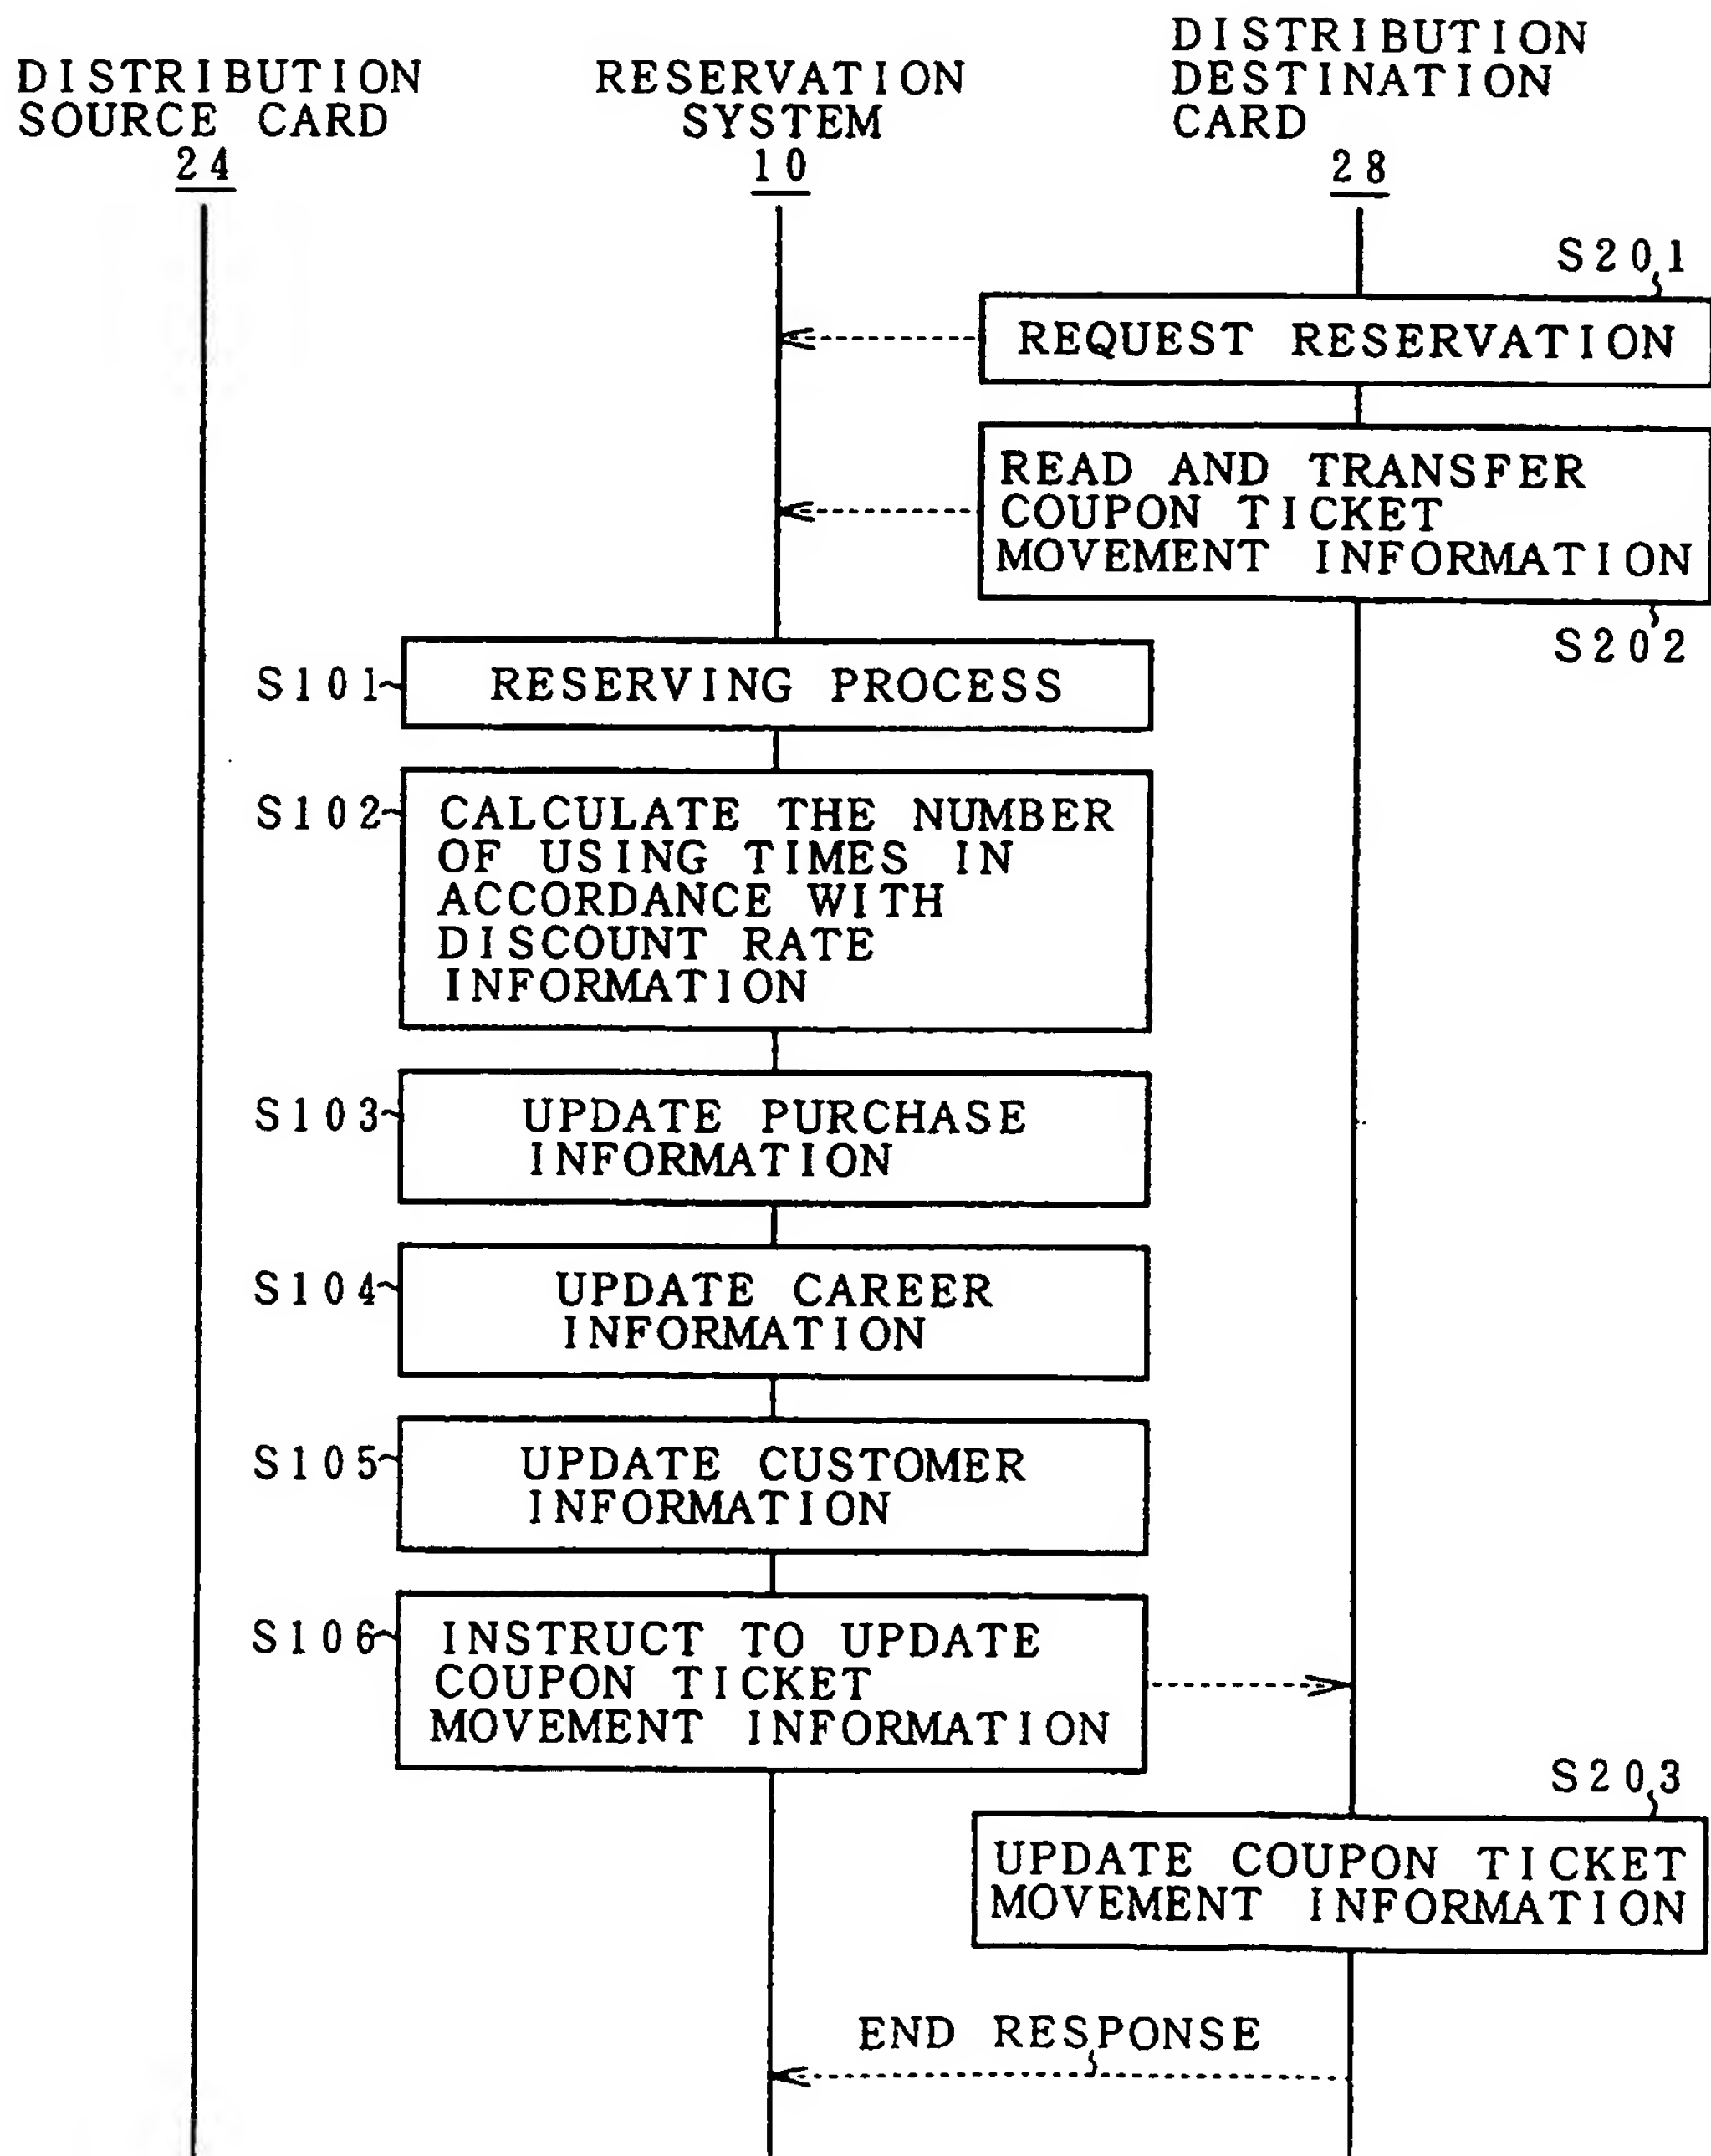 DISTRIBUTION
SOURCE CARD
24
RESERVATION
SYSTEM
10
DISTRIBUTION
DESTINATION
CARD
28
S201
REQUEST RESERVATION
READ AND TRANSFER
COUPON TICKET
MOVEMENT INFORMATION
S202
S101
RESERVING PROCESS
S102
CALCULATE THE NUMBER
OF USING TIMES IN
ACCORDANCE WITH
DISCOUNT RATE
INFORMATION
S103
UPDATE PURCHASE
INFORMATION
S104
UPDATE CAREER
INFORMATION
S105
UPDATE CUSTOMER
INFORMATION
S106
INSTRUCT TO UPDATE
COUPON TICKET
MOVEMENT INFORMATION
S203
UPDATE COUPON TICKET
MOVEMENT INFORMATION
END RESPONSE